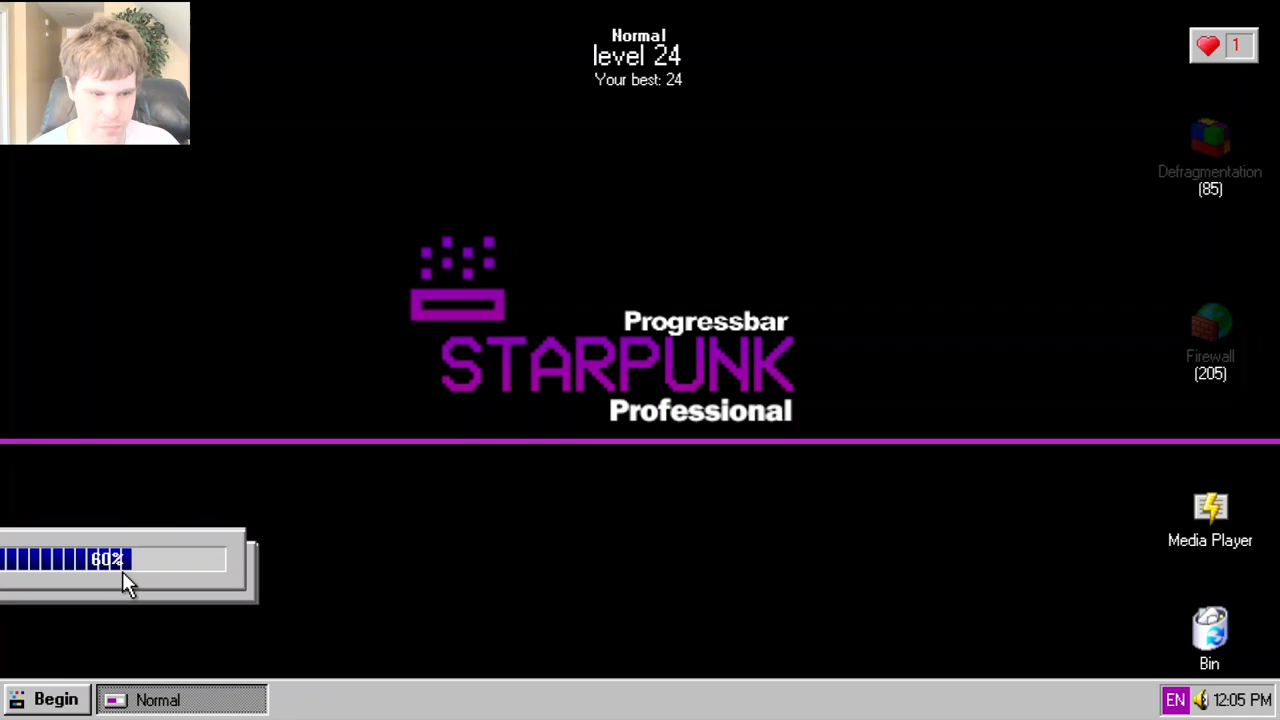 Normal
level 24
Your best: 24
1
Defragmentation
(85)
Progressbar
STARPUNK
Professional
Firewall
(205)
Media Player
60%
Bin
Begin
Normal
EN
12:05 PM